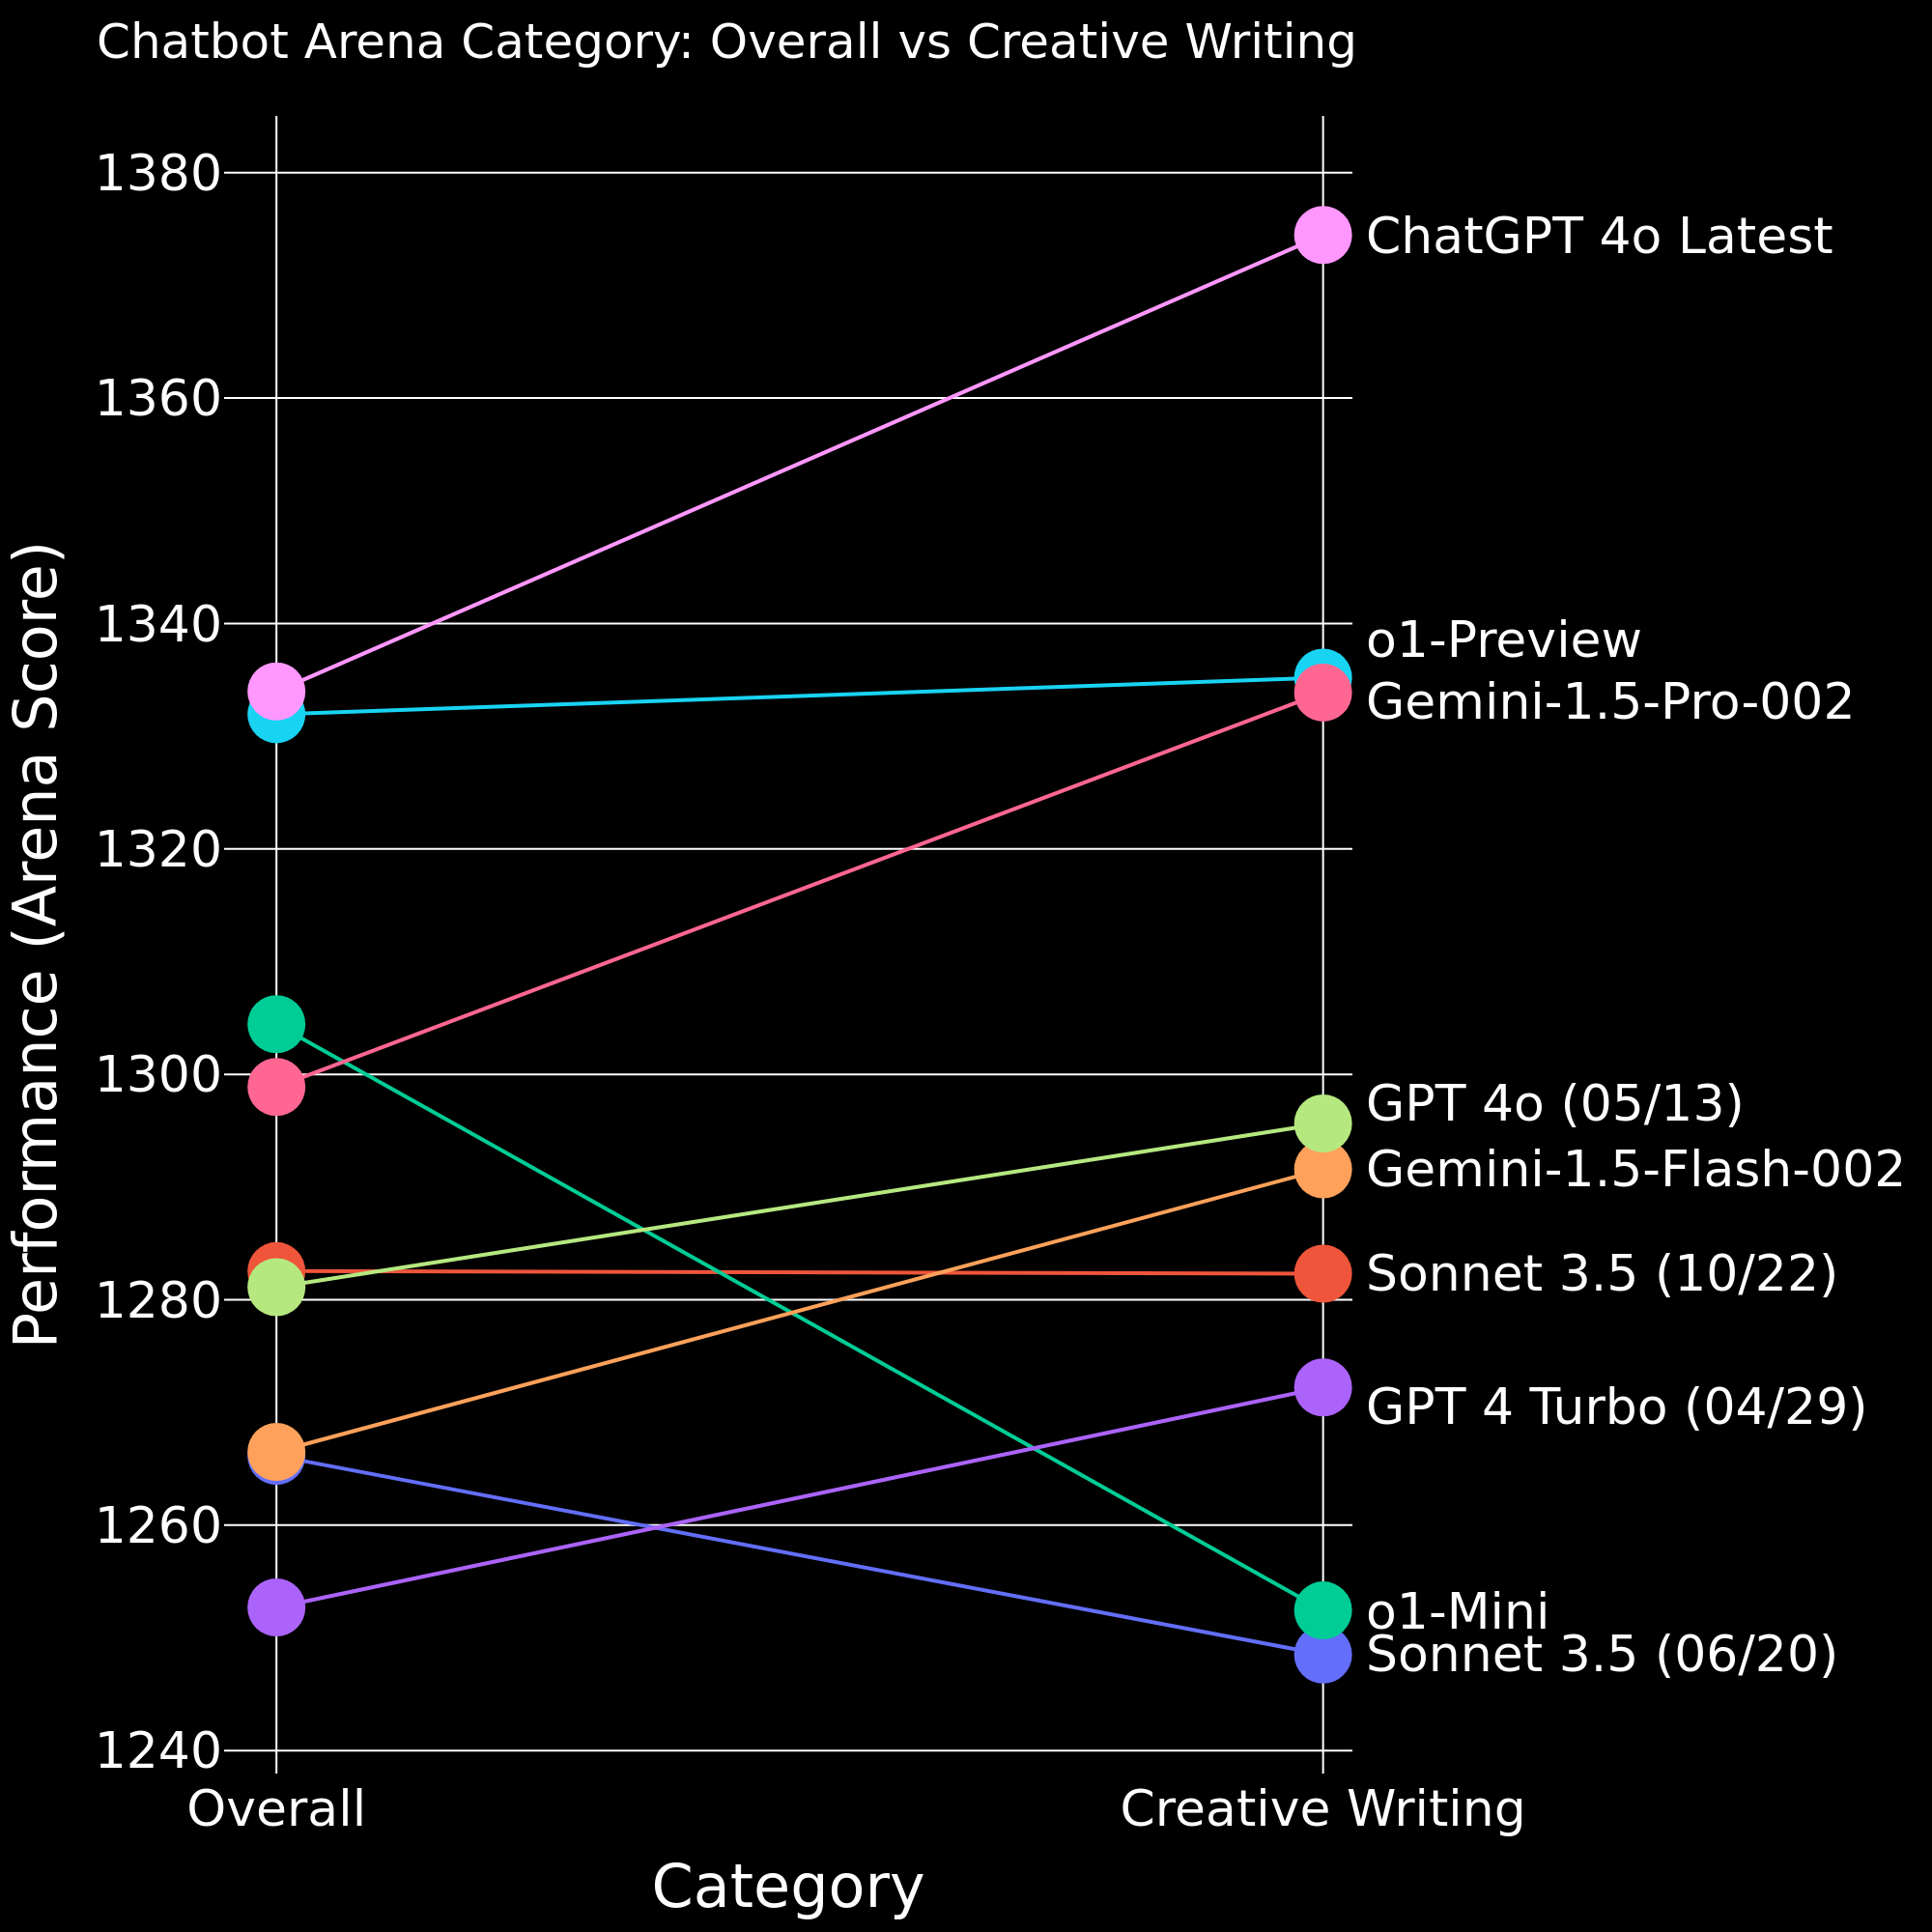 Chatbot Arena Category: Overall vs Creative Writing
Performance (Arena Score)
1380
1360
1340
1320
1300
1280
1260
1240
ChatGPT 4o Latest
o1-Preview
Gemini-1.5-Pro-002
GPT 4o (05/13)
Gemini-1.5-Flash-002
Sonnet 3.5 (10/22)
GPT 4 Turbo (04/29)
o1-Mini
Sonnet 3.5 (06/20)
Overall
Creative Writing
Category